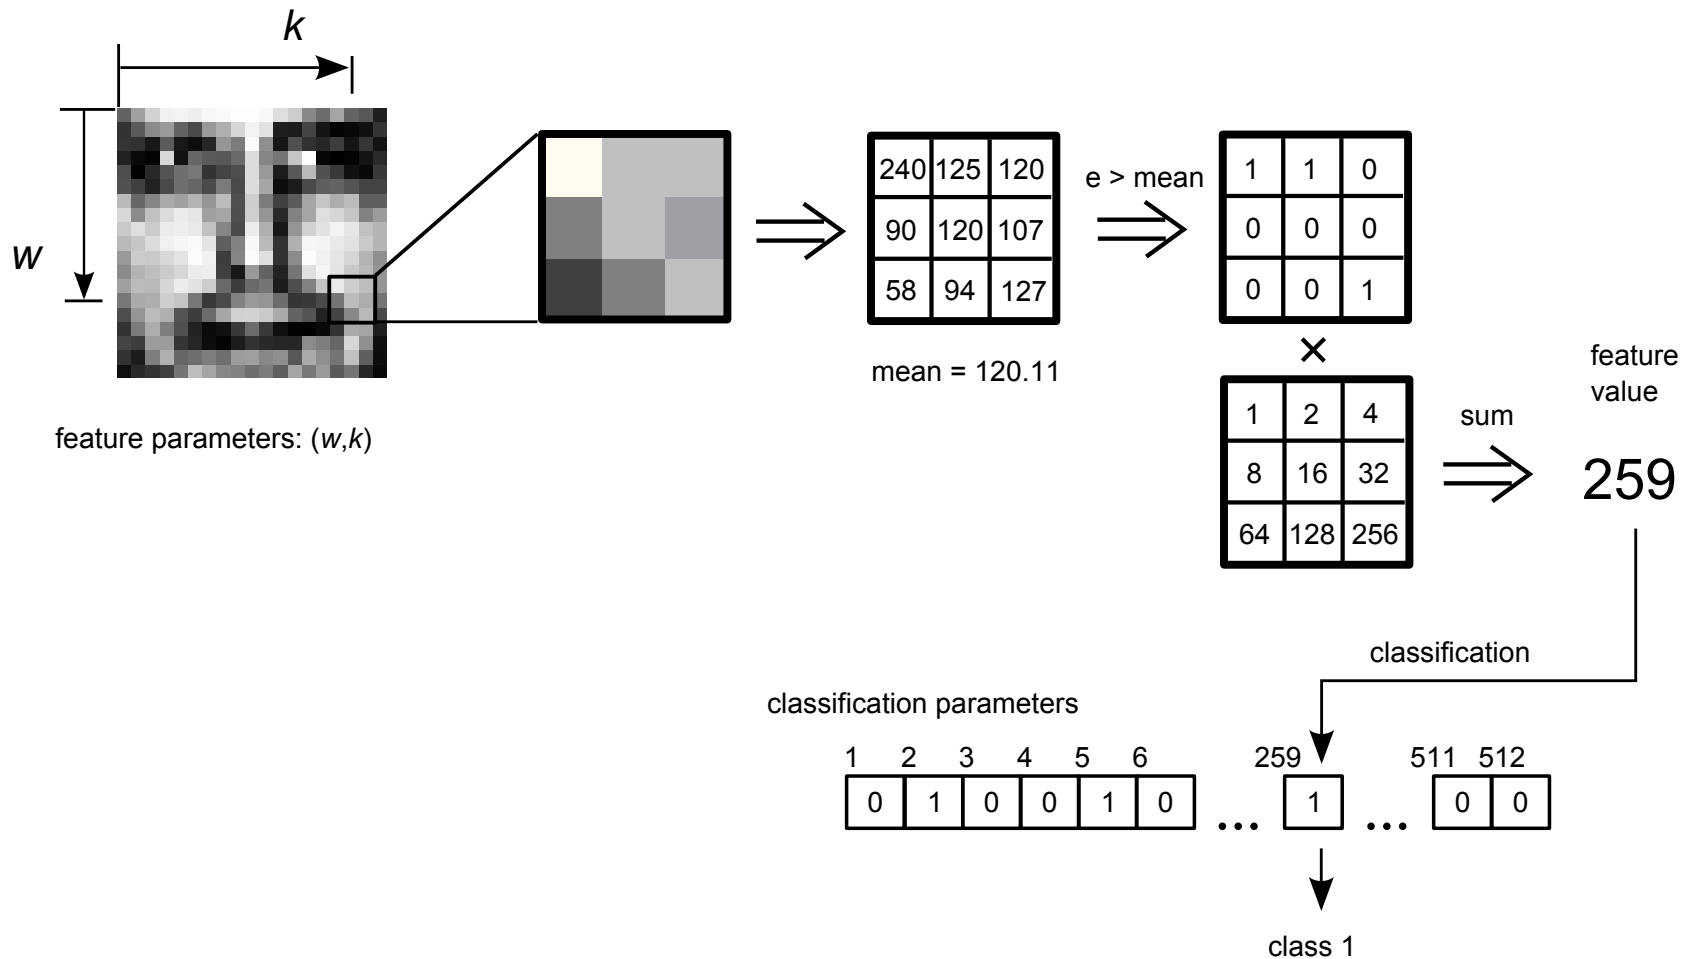 k
w
feature parameters: (w,k)
240 125 120
90 120 107
58 94 127
mean = 120.11
e > mean
1 1 0
0 0 0
0 0 1
×
1 2 4
8 16 32
64 128 256
sum
feature
value
259
classification
classification parameters
1 2 3 4 5 6 259 511 512
0 1 0 0 1 0 ... 1 ... 0 0
class 1